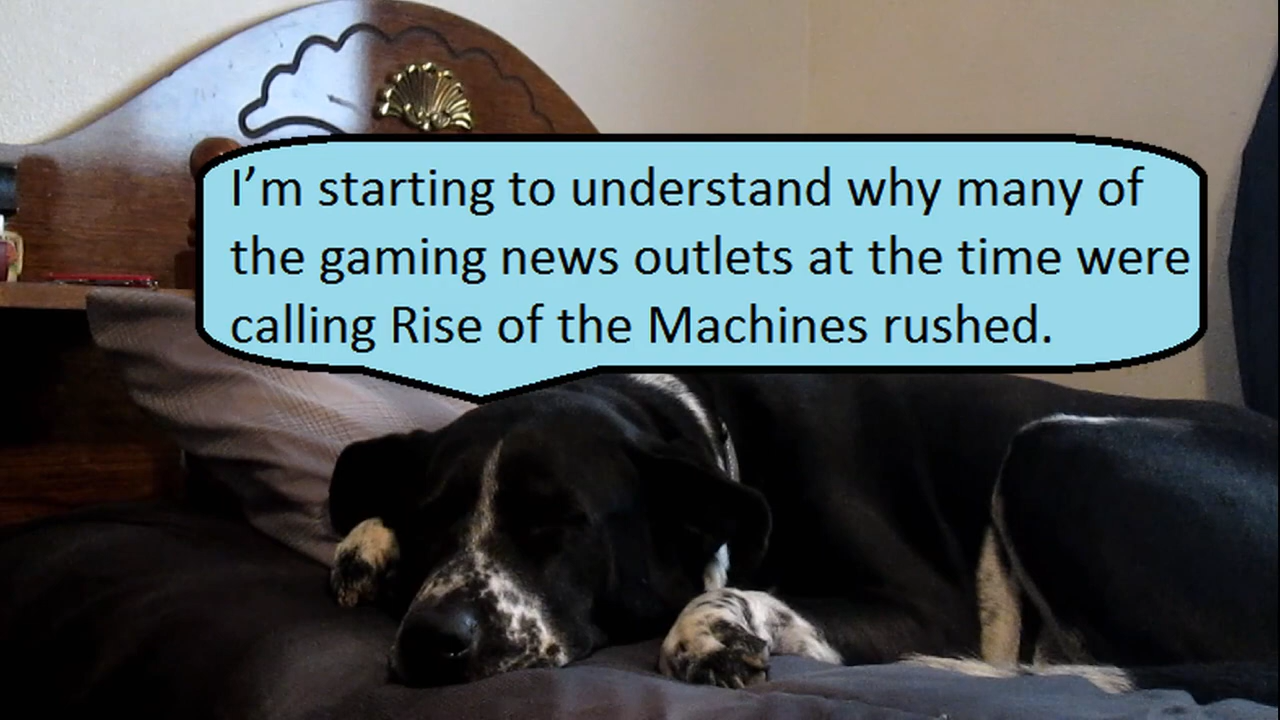 I’m starting to understand why many of
the gaming news outlets at the time were
calling Rise of the Machines rushed.